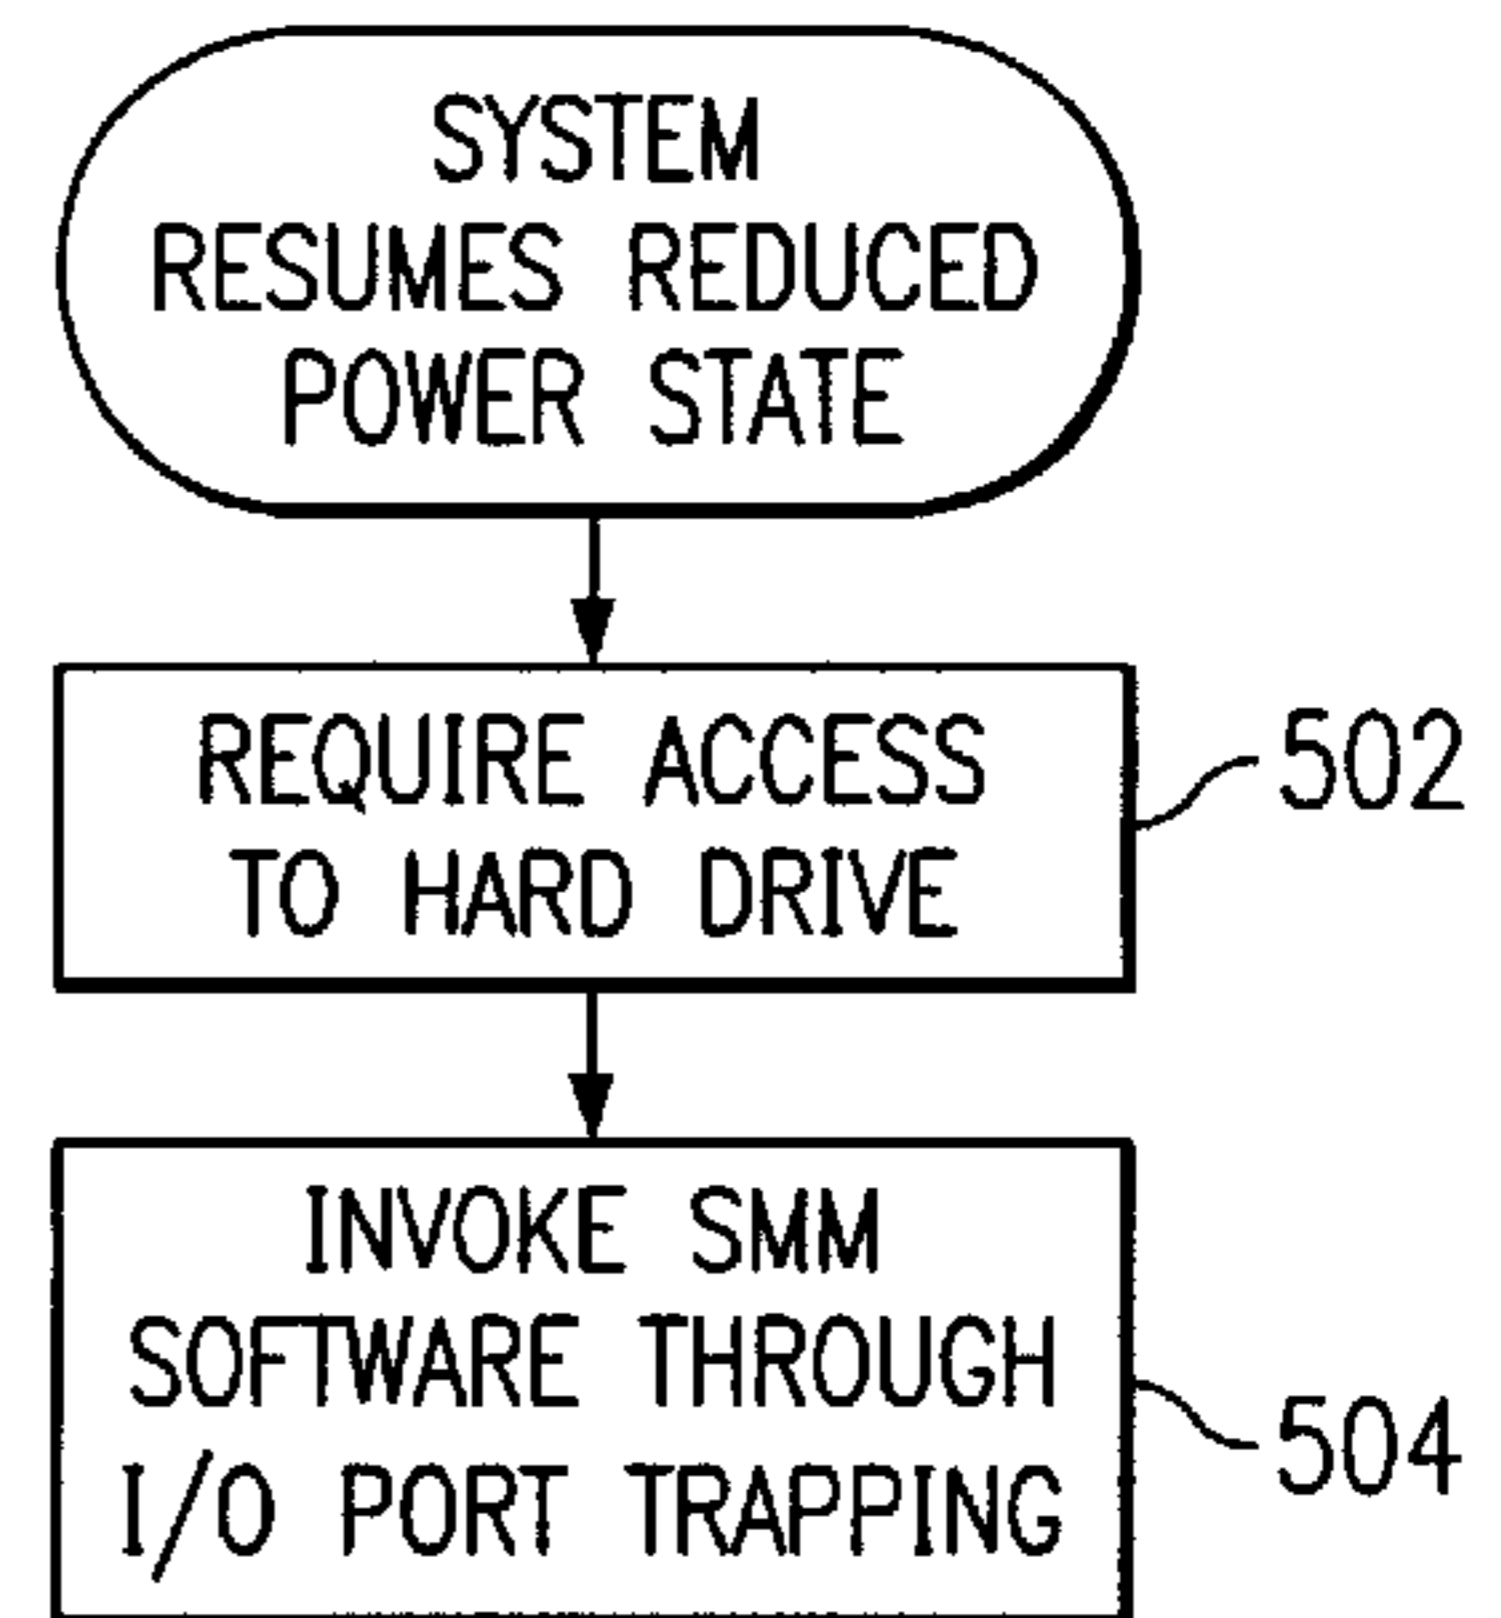 SYSTEM
RESUMES REDUCED
POWER STATE
REQUIRE ACCESS
TO HARD DRIVE
502
INVOKE SMM
SOFTWARE THROUGH
I/O PORT TRAPPING
504